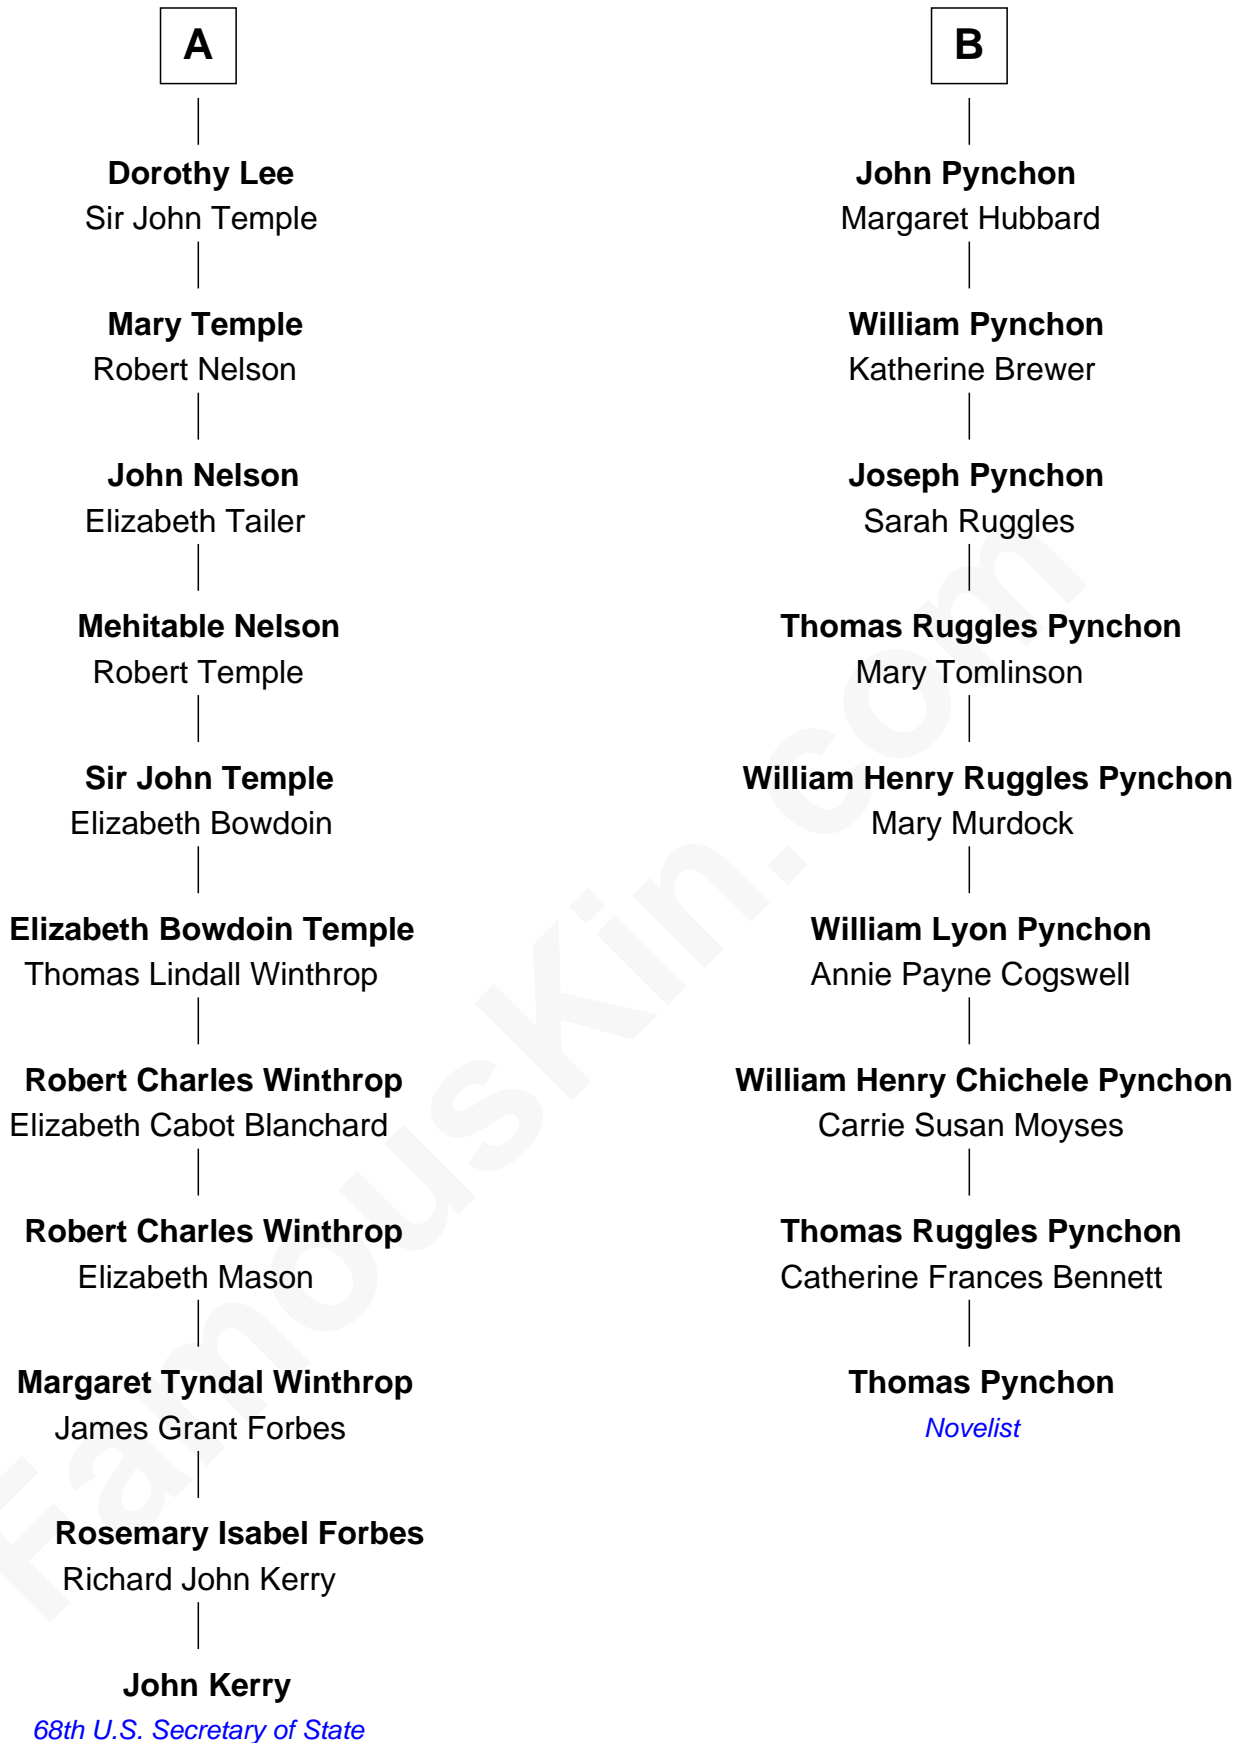 A
Dorothy Lee
Sir John Temple
Mary Temple
Robert Nelson
John Nelson
Elizabeth Tailer
Mehitable Nelson
Robert Temple
Sir John Temple
Elizabeth Bowdoin
Elizabeth Bowdoin Temple
Thomas Lindall Winthrop
Robert Charles Winthrop
Elizabeth Cabot Blanchard
Robert Charles Winthrop
Elizabeth Mason
Margaret Tyndal Winthrop
James Grant Forbes
Rosemary Isabel Forbes
Richard John Kerry
John Kerry
68th U.S. Secretary of State
B
John Pynchon
Margaret Hubbard
William Pynchon
Katherine Brewer
Joseph Pynchon
Sarah Ruggles
Thomas Ruggles Pynchon
Mary Tomlinson
William Henry Ruggles Pynchon
Mary Murdock
William Lyon Pynchon
Annie Payne Cogswell
William Henry Chichele Pynchon
Carrie Susan Moyses
Thomas Ruggles Pynchon
Catherine Frances Bennett
Thomas Pynchon
Novelist
FamousKin.com